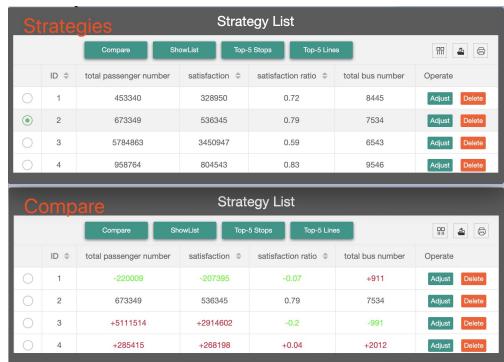 Strategies
Strategy List
Compare ShowList Top-5 Stops Top-5 Lines
ID total passenger number satisfaction satisfaction ratio total bus number Operate
1 453340 328950 0.72 8445 Adjust Delete
2 673349 536345 0.79 7534 Adjust Delete
3 5784863 3450947 0.59 6543 Adjust Delete
4 958764 804543 0.83 9546 Adjust Delete
Compare
Strategy List
Compare ShowList Top-5 Stops Top-5 Lines
ID total passenger number satisfaction satisfaction ratio total bus number Operate
1 -220009 -207395 -0.07 +911 Adjust Delete
2 673349 536345 0.79 7534 Adjust Delete
3 +5111514 +2914602 -0.2 -991 Adjust Delete
4 +285415 +268198 +0.04 +2012 Adjust Delete